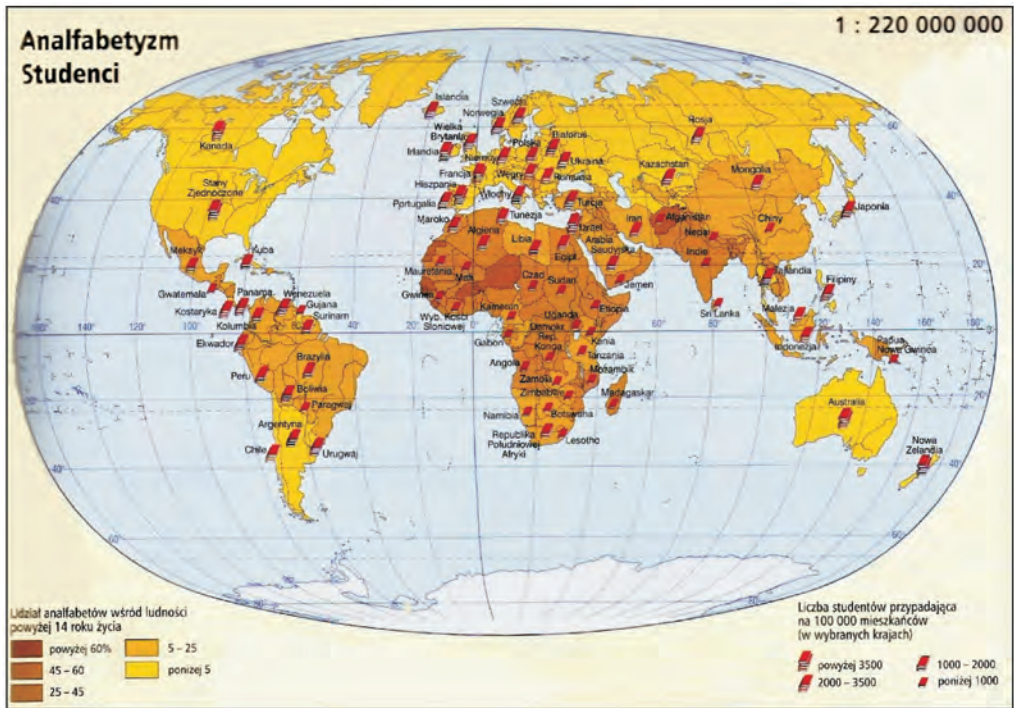 Analfabetyzm
Studenci
1 : 220 000 000
Islandia
Szwecja
Norwegia
Rosja
Kanada
Wielka
Brytania
Białoruś
Polska
Irlandia
Niemcy
Ukraina
Kazachstan
Francja
Węgry
Rumunia
Mongolia
Stany
Zjednoczone
Hiszpania
Włochy
Portugalia
Turcja
Japonia
Maroko
Tunezja
Izrael
Iran
Afganistan
Chiny
Algieria
Libia
Arabia
Saudyjska
Nepal
Meksyk
Kuba
Egipt
Indie
Mauretania
Mali
Czad
Sudan
Jemen
Tajlandia
Filipiny
Gwatemala
Panama
Wenezuela
Gwinea
Gujana
Kostaryka
Surinam
Wyb. Kości
Słoniowej
Kamerun
Uganda
Etiopia
Sri Lanka
Malezja
Kolumbia
Gabon
Demokr.
Rep.
Konga
Kenia
Indonezja
Papua
Nowa Gwinea
Ekwador
Tanzania
Brazylia
Angola
Peru
Zambia
Mozambik
Boliwia
Zimbabwe
Madagaskar
Paragwaj
Namibia
Botswana
Australia
Argentyna
Republika
Południowej
Afryki
Lesotho
Chile
Urugwaj
Nowa
Zelandia
Udział analfabetów wśród ludności
powyżej 14 roku życia
powyżej 60%
45 – 60
25 – 45
5 – 25
poniżej 5
Liczba studentów przypadająca
na 100 000 mieszkańców
(w wybranych krajach)
powyżej 3500
2000 – 3500
1000 – 2000
poniżej 1000